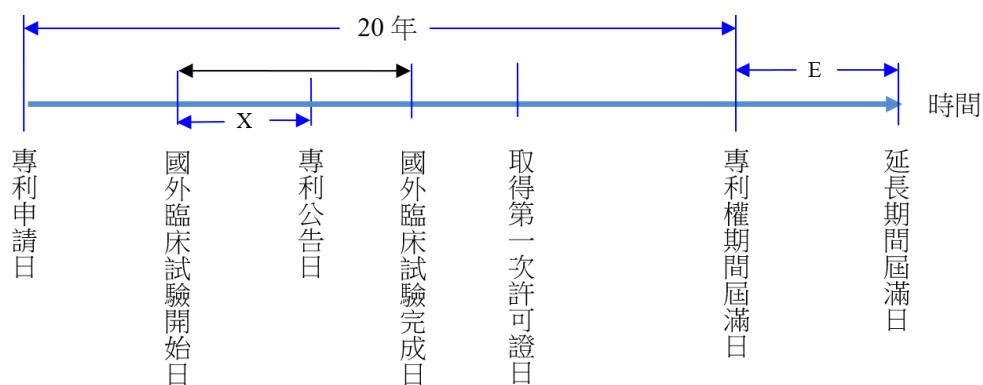 20 年
E
X
時間
專利申請日
國外臨床試驗開始日
專利公告日
國外臨床試驗完成日
取得第一次許可證日
專利權期間屆滿日
延長期間屆滿日